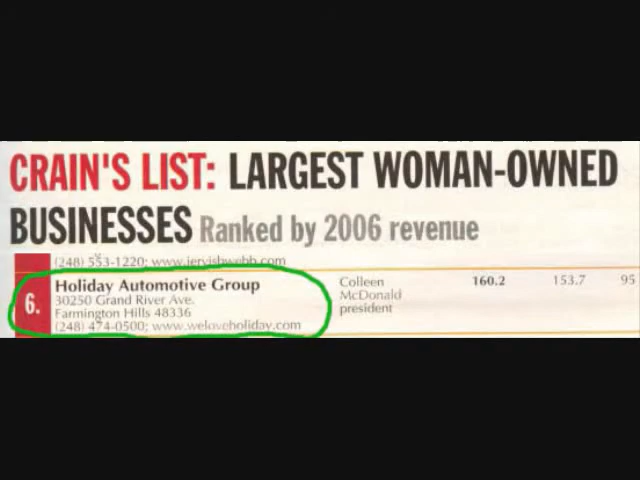 CRAIN'S LIST: LARGEST WOMAN-OWNED
BUSINESSES Ranked by 2006 revenue
(248) 553-1220; www.jervisbwebb.com
6. Holiday Automotive Group Colleen 160.2 153.7 95
30250 Grand River Ave. McDonald
Farmington Hills 48336 president
(248) 474-0500; www.weloveholiday.com